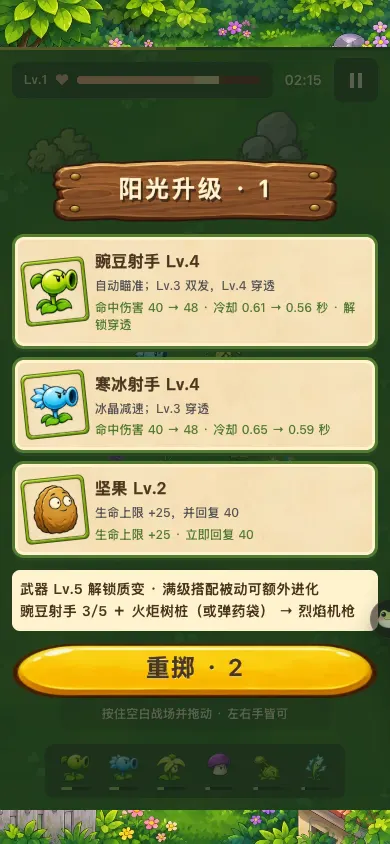 Lv.1
02:15
阳光升级 · 1
豌豆射手 Lv.4
自动瞄准；Lv.3 双发，Lv.4 穿透
命中伤害 40 → 48 · 冷却 0.61 → 0.56 秒 · 解
锁穿透
寒冰射手 Lv.4
冰晶减速；Lv.3 穿透
命中伤害 40 → 48 · 冷却 0.65 → 0.59 秒
坚果 Lv.2
生命上限 +25，并回复 40
生命上限 +25 · 立即回复 40
武器 Lv.5 解锁质变 · 满级搭配被动可额外进化
豌豆射手 3/5 + 火炬树桩（或弹药袋） → 烈焰机枪
重掷 · 2
按住空白战场并拖动 · 左右手皆可